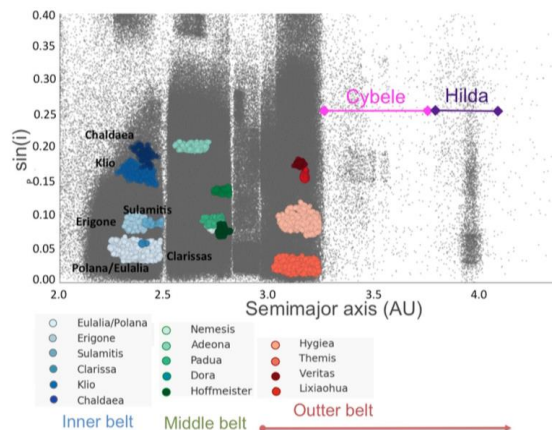 0.40
0.35
0.30
0.25
0.20
0.15
0.10
0.05
0.00
sin(i)
p
Cybele
Hilda
Chaldaea
Klio
Sulamitis
Erigone
Clarissas
Polana/Eulalia
2.0 2.5 3.0 3.5 4.0
Semimajor axis (AU)
Eulalia/Polana
Erigone
Sulamitis
Clarissa
Klio
Chaldaea
Inner belt
Nemesis
Adeona
Padua
Dora
Hoffmeister
Middle belt
Hygiea
Themis
Veritas
Lixiaohua
Outter belt